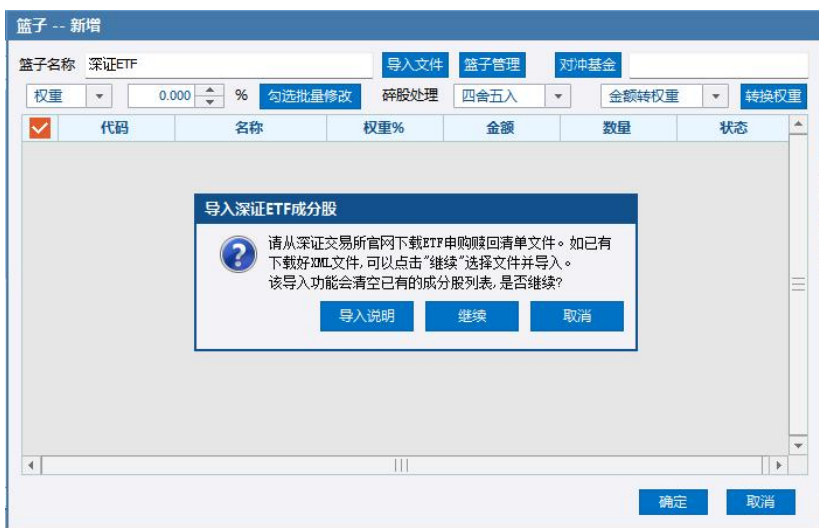 篮子 -- 新增
篮子名称 深证ETF 导入文件 篮子管理 对冲基金
权重 0.000 % 勾选批量修改 碎股处理 四舍五入 金额转权重 转换权重
代码 名称 权重% 金额 数量 状态
导入深证ETF成分股
请从深证交易所官网下载ETF申购赎回清单文件。如已有
下载好XML文件,可以点击"继续"选择文件并导入。
该导入功能会清空已有的成分股列表,是否继续?
导入说明 继续 取消
确定 取消